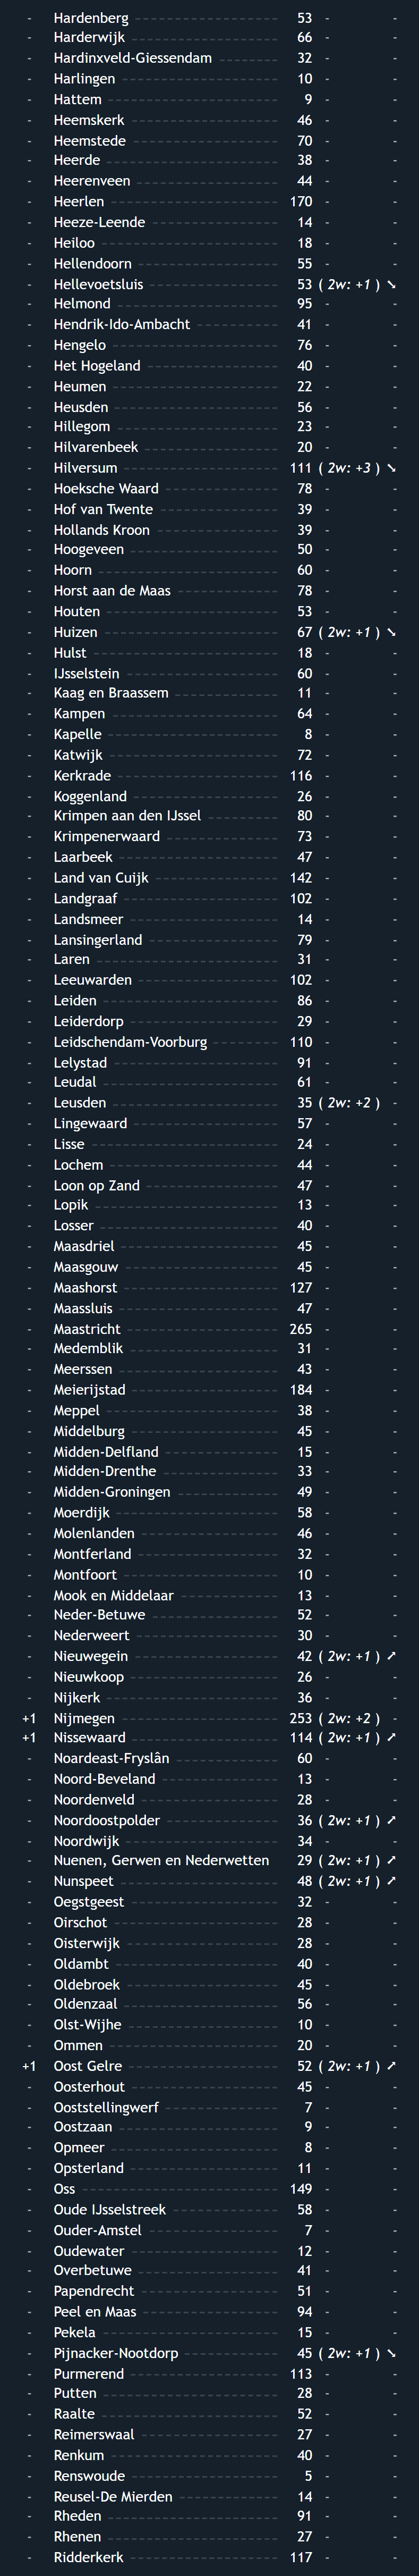 - Hardenberg 53 - -
- Harderwijk 66 - -
- Hardinxveld-Giessendam 32 - -
- Harlingen 10 - -
- Hattem 9 - -
- Heemskerk 46 - -
- Heemstede 70 - -
- Heerde 38 - -
- Heerenveen 44 - -
- Heerlen 170 - -
- Heeze-Leende 14 - -
- Heiloo 18 - -
- Hellendoorn 55 - -
- Hellevoetsluis 53 ( 2w: +1 ) ↘
- Helmond 95 - -
- Hendrik-Ido-Ambacht 41 - -
- Hengelo 76 - -
- Het Hogeland 40 - -
- Heumen 22 - -
- Heusden 56 - -
- Hillegom 23 - -
- Hilvarenbeek 20 - -
- Hilversum 111 ( 2w: +3 ) ↘
- Hoeksche Waard 78 - -
- Hof van Twente 39 - -
- Hollands Kroon 39 - -
- Hoogeveen 50 - -
- Hoorn 60 - -
- Horst aan de Maas 78 - -
- Houten 53 - -
- Huizen 67 ( 2w: +1 ) ↘
- Hulst 18 - -
- IJsselstein 60 - -
- Kaag en Braassem 11 - -
- Kampen 64 - -
- Kapelle 8 - -
- Katwijk 72 - -
- Kerkrade 116 - -
- Koggenland 26 - -
- Krimpen aan den IJssel 80 - -
- Krimpenerwaard 73 - -
- Laarbeek 47 - -
- Land van Cuijk 142 - -
- Landgraaf 102 - -
- Landsmeer 14 - -
- Lansingerland 79 - -
- Laren 31 - -
- Leeuwarden 102 - -
- Leiden 86 - -
- Leiderdorp 29 - -
- Leidschendam-Voorburg 110 - -
- Lelystad 91 - -
- Leudal 61 - -
- Leusden 35 ( 2w: +2 ) -
- Lingewaard 57 - -
- Lisse 24 - -
- Lochem 44 - -
- Loon op Zand 47 - -
- Lopik 13 - -
- Losser 40 - -
- Maasdriel 45 - -
- Maasgouw 45 - -
- Maashorst 127 - -
- Maassluis 47 - -
- Maastricht 265 - -
- Medemblik 31 - -
- Meerssen 43 - -
- Meierijstad 184 - -
- Meppel 38 - -
- Middelburg 45 - -
- Midden-Delfland 15 - -
- Midden-Drenthe 33 - -
- Midden-Groningen 49 - -
- Moerdijk 58 - -
- Molenlanden 46 - -
- Montferland 32 - -
- Montfoort 10 - -
- Mook en Middelaar 13 - -
- Neder-Betuwe 52 - -
- Nederweert 30 - -
- Nieuwegein 42 ( 2w: +1 ) ↗
- Nieuwkoop 26 - -
- Nijkerk 36 - -
+1 Nijmegen 253 ( 2w: +2 ) -
+1 Nissewaard 114 ( 2w: +1 ) ↗
- Noardeast-Fryslân 60 - -
- Noord-Beveland 13 - -
- Noordenveld 28 - -
- Noordoostpolder 36 ( 2w: +1 ) ↗
- Noordwijk 34 - -
- Nuenen, Gerwen en Nederwetten 29 ( 2w: +1 ) ↗
- Nunspeet 48 ( 2w: +1 ) ↗
- Oegstgeest 32 - -
- Oirschot 28 - -
- Oisterwijk 28 - -
- Oldambt 40 - -
- Oldebroek 45 - -
- Oldenzaal 56 - -
- Olst-Wijhe 10 - -
- Ommen 20 - -
+1 Oost Gelre 52 ( 2w: +1 ) ↗
- Oosterhout 45 - -
- Ooststellingwerf 7 - -
- Oostzaan 9 - -
- Opmeer 8 - -
- Opsterland 11 - -
- Oss 149 - -
- Oude IJsselstreek 58 - -
- Ouder-Amstel 7 - -
- Oudewater 12 - -
- Overbetuwe 41 - -
- Papendrecht 51 - -
- Peel en Maas 94 - -
- Pekela 15 - -
- Pijnacker-Nootdorp 45 ( 2w: +1 ) ↘
- Purmerend 113 - -
- Putten 28 - -
- Raalte 52 - -
- Reimerswaal 27 - -
- Renkum 40 - -
- Renswoude 5 - -
- Reusel-De Mierden 14 - -
- Rheden 91 - -
- Rhenen 27 - -
- Ridderkerk 117 - -